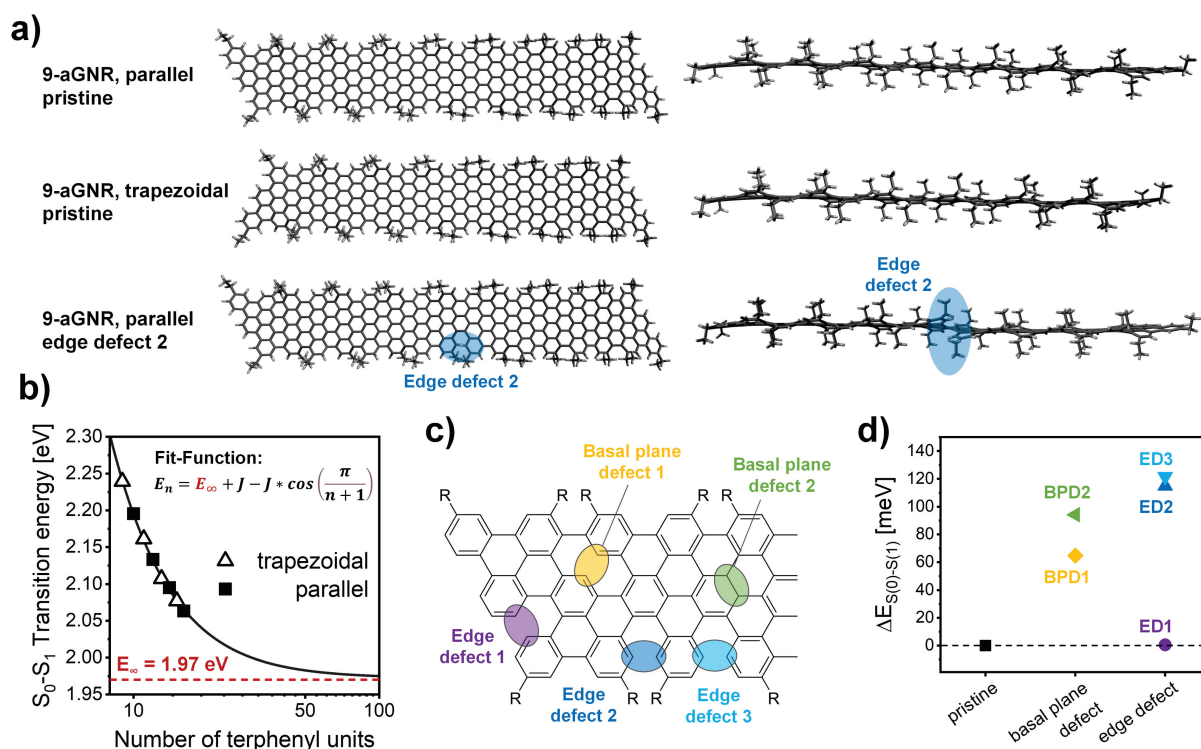 a)
9-aGNR, parallel
pristine
9-aGNR, trapezoidal
pristine
9-aGNR, parallel
edge defect 2
Edge defect 2
Edge
defect 2
b)
S0-S1 Transition energy [eV]
2.30
2.25
2.20
2.15
2.10
2.05
2.00
1.95
Fit-Function:
En = E∞ + J − J * cos (π / n + 1)
trapezoidal
parallel
E∞ = 1.97 eV
10
50
100
Number of terphenyl units
c)
Basal plane
defect 1
Basal plane
defect 2
R
R R
R R
Edge
defect 1
R
R R
R R
Edge
defect 2
Edge
defect 3
d)
ΔES(0)-S(1) [meV]
140
120
100
80
60
40
20
0
ED3
ED2
BPD2
BPD1
ED1
pristine
basal plane
defect
edge defect